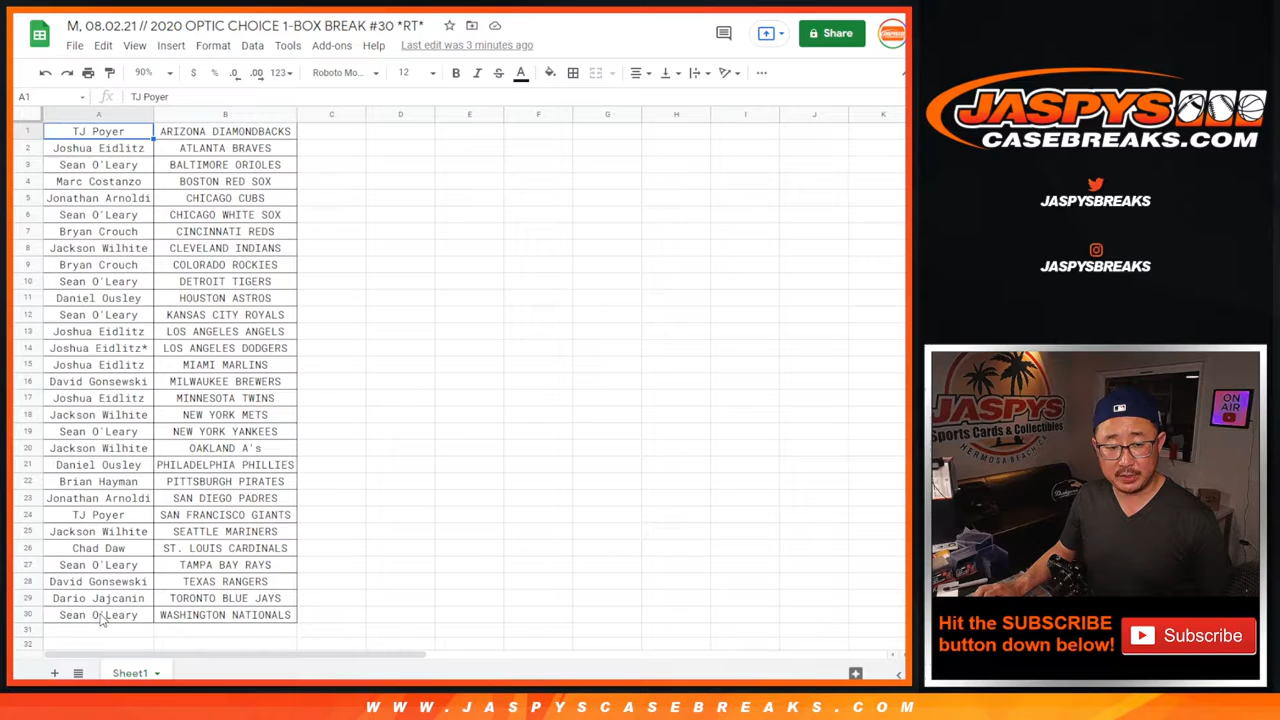 M, 08.02.21 // 2020 OPTIC CHOICE 1-BOX BREAK #30 *RT*
File Edit View Insert Format Data Tools Add-ons Help Last edit was 3 minutes ago
Share
90% $ % .0 .00 123 Roboto Mo... 12 B I S A
A1 fx TJ Poyer
A B C D E F G H I J K
1 TJ Poyer ARIZONA DIAMONDBACKS
2 Joshua Eidlitz ATLANTA BRAVES
3 Sean O'Leary BALTIMORE ORIOLES
4 Marc Costanzo BOSTON RED SOX
5 Jonathan Arnoldi CHICAGO CUBS
6 Sean O'Leary CHICAGO WHITE SOX
7 Bryan Crouch CINCINNATI REDS
8 Jackson Wilhite CLEVELAND INDIANS
9 Bryan Crouch COLORADO ROCKIES
10 Sean O'Leary DETROIT TIGERS
11 Daniel Ousley HOUSTON ASTROS
12 Sean O'Leary KANSAS CITY ROYALS
13 Joshua Eidlitz LOS ANGELES ANGELS
14 Joshua Eidlitz* LOS ANGELES DODGERS
15 Joshua Eidlitz MIAMI MARLINS
16 David Gonsewski MILWAUKEE BREWERS
17 Joshua Eidlitz MINNESOTA TWINS
18 Jackson Wilhite NEW YORK METS
19 Sean O'Leary NEW YORK YANKEES
20 Jackson Wilhite OAKLAND A's
21 Daniel Ousley PHILADELPHIA PHILLIES
22 Brian Hayman PITTSBURGH PIRATES
23 Jonathan Arnoldi SAN DIEGO PADRES
24 TJ Poyer SAN FRANCISCO GIANTS
25 Jackson Wilhite SEATTLE MARINERS
26 Chad Daw ST. LOUIS CARDINALS
27 Sean O'Leary TAMPA BAY RAYS
28 David Gonsewski TEXAS RANGERS
29 Dario Jajcanin TORONTO BLUE JAYS
30 Sean O'Leary WASHINGTON NATIONALS
31
32
Sheet1
JASPYS
CASEBREAKS.COM
JASPYSBREAKS
JASPYSBREAKS
JASPYS
Sports Cards & Collectibles
HERMOSA BEACH, CA
ON AIR
Dodgers
Hit the SUBSCRIBE
button down below!
Subscribe
WWW.JASPYSCASEBREAKS.COM